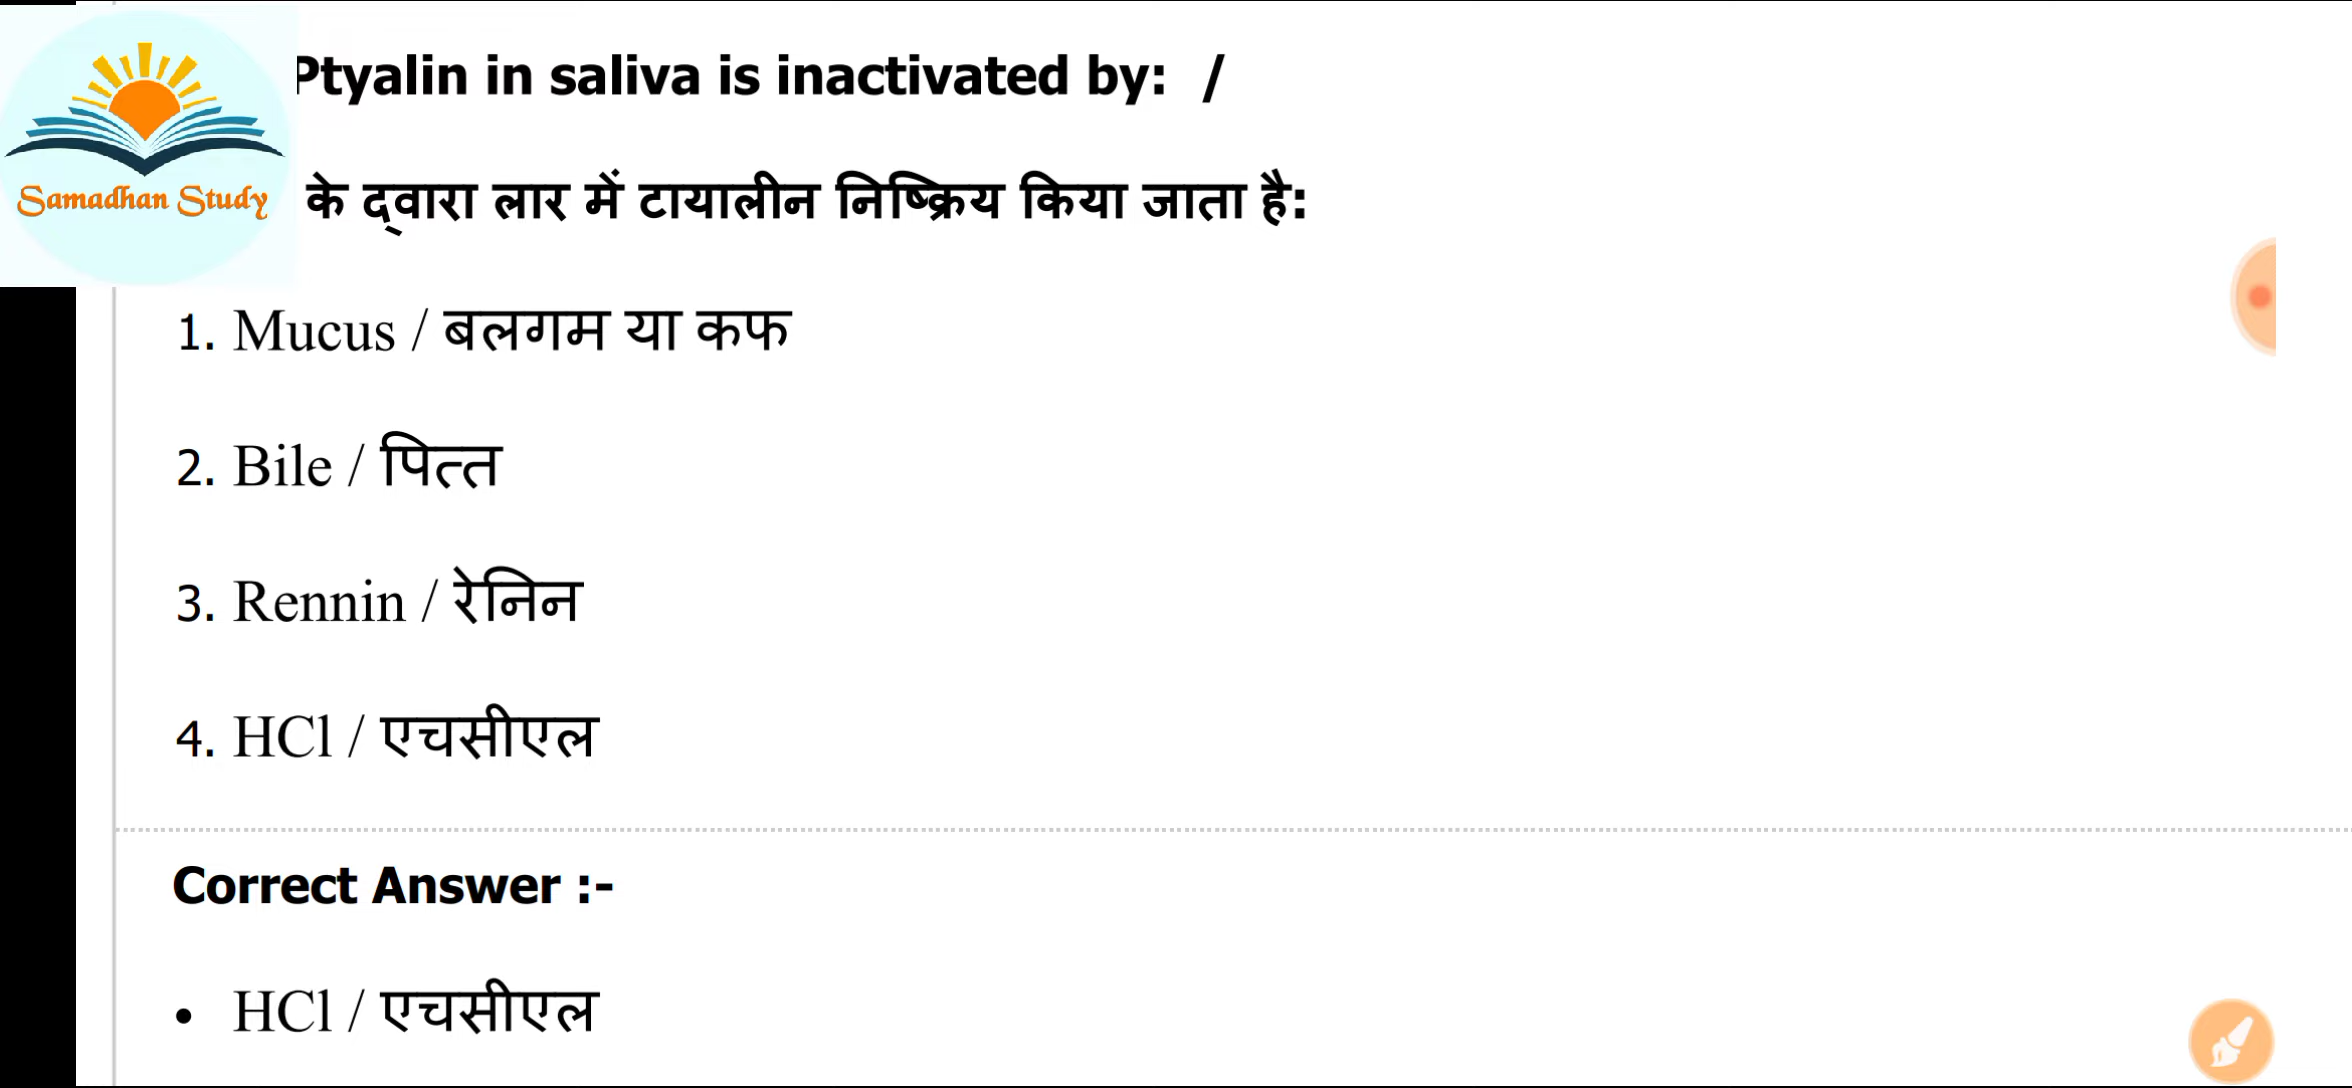 Samadhan Study
Ptyalin in saliva is inactivated by: /
के द्वारा लार में टायालीन निष्क्रिय किया जाता है:
1. Mucus / बलगम या कफ
2. Bile / पित्त
3. Rennin / रेनिन
4. HCl / एचसीएल
Correct Answer :-
• HCl / एचसीएल